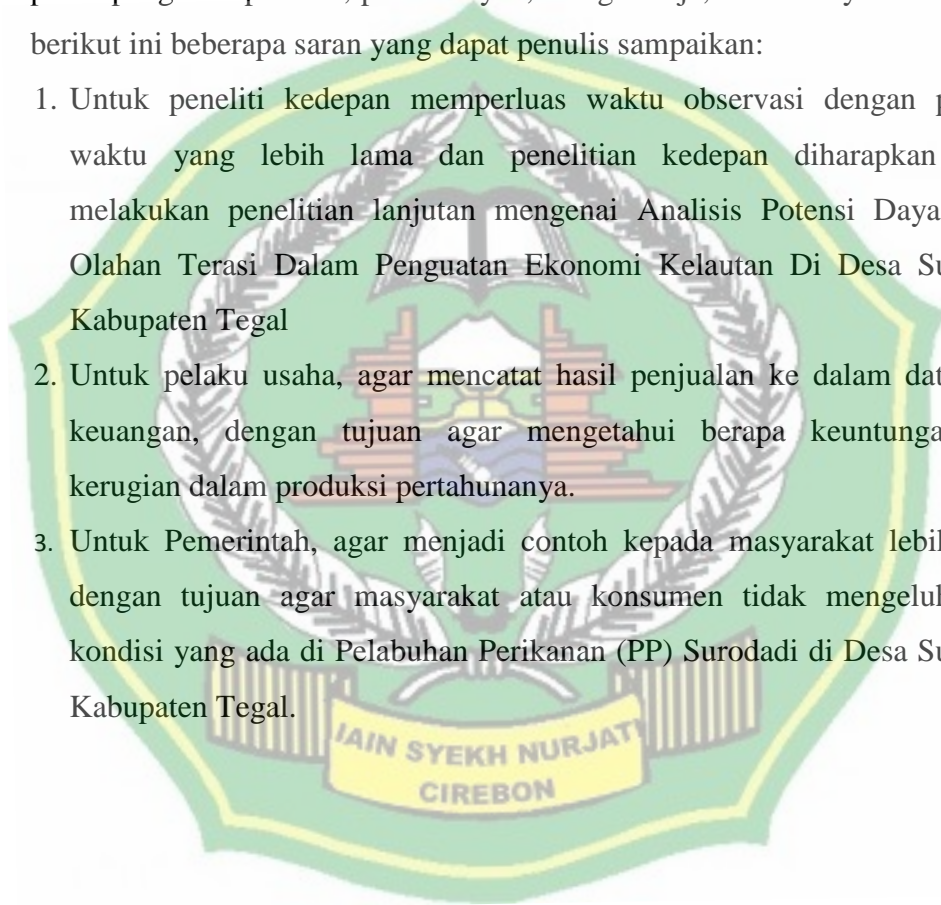 berikut ini beberapa saran yang dapat penulis sampaikan:
1. Untuk peneliti kedepan memperluas waktu observasi dengan
waktu yang lebih lama dan penelitian kedepan diharapkan
melakukan penelitian lanjutan mengenai Analisis Potensi Daya
Olahan Terasi Dalam Penguatan Ekonomi Kelautan Di Desa
Kabupaten Tegal
2. Untuk pelaku usaha, agar mencatat hasil penjualan ke dalam
keuangan, dengan tujuan agar mengetahui berapa
kerugian dalam produksi pertahunanya.
3. Untuk Pemerintah, agar menjadi contoh kepada masyarakat
dengan tujuan agar masyarakat atau konsumen tidak
kondisi yang ada di Pelabuhan Perikanan (PP) Surodadi di Desa
Kabupaten Tegal.
IAIN SYEKH NURJATI
CIREBON